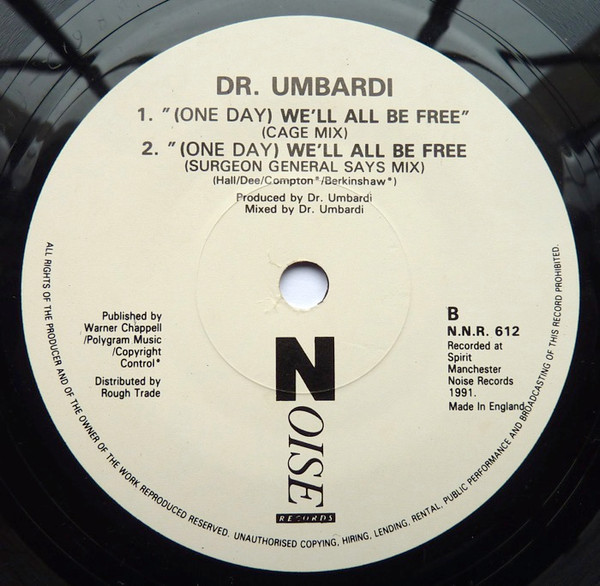 DR. UMBARDI
1. "(ONE DAY) WE'LL ALL BE FREE"
(CAGE MIX)
2. "(ONE DAY) WE'LL ALL BE FREE
(SURGEON GENERAL SAYS MIX)
(Hall/Dee/Compton*/Berkinshaw*)
Produced by Dr. Umbardi
Mixed by Dr. Umbardi
Published by
Warner Chappell
/Polygram Music
/Copyright
Control*
Distributed by
Rough Trade
B
N.N.R. 612
Recorded at
Spirit
Manchester
Noise Records
1991.
Made in England
NOISE
RECORDS
ALL RIGHTS OF THE PRODUCER AND OF THE OWNER OF THE WORK REPRODUCED RESERVED. UNAUTHORISED COPYING, HIRING, LENDING, RENTAL, PUBLIC PERFORMANCE AND BROADCASTING OF THIS RECORD PROHIBITED.